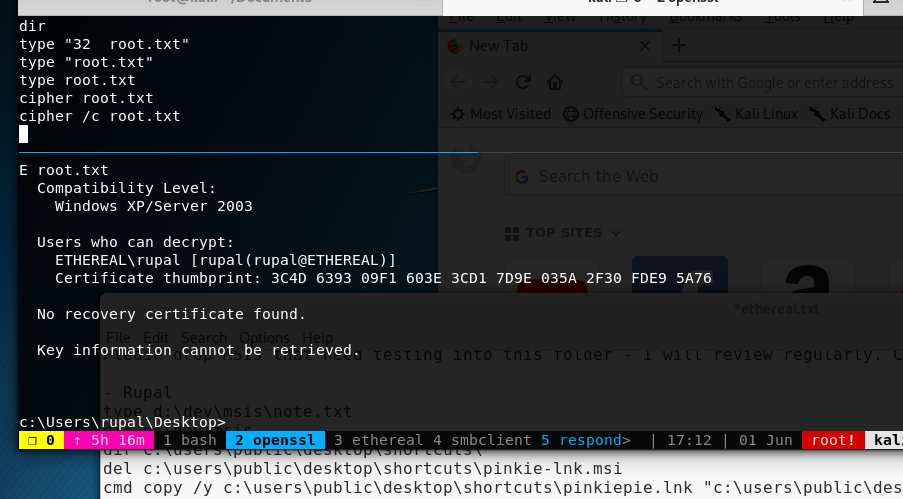 root@kali: ~/Documents
kali ❐ 0 2 openssl
File Edit View History Bookmarks Tools Help
New Tab
Search with Google or enter address
Most Visited Offensive Security Kali Linux Kali Docs
Search the Web
TOP SITES
dir
type "32  root.txt"
type "root.txt"
type root.txt
cipher root.txt
cipher /c root.txt
E root.txt
Compatibility Level:
Windows XP/Server 2003
Users who can decrypt:
ETHEREAL\rupal [rupal(rupal@ETHEREAL)]
Certificate thumbprint: 3C4D 6393 09F1 603E 3CD1 7D9E 035A 2F30 FDE9 5A76
No recovery certificate found.
*ethereal.txt
File Edit Search Options Help
Key information cannot be retrieved.
Please drop MSIs that need testing into this folder - I will review regularly. C
- Rupal
type d:\dev\msis\note.txt
c:\Users\rupal\Desktop>
❐ 0 ↑ 5h 16m 1 bash 2 openssl 3 ethereal 4 smbclient 5 respond> | 17:12 | 01 Jun root! kal
dir c:\users\public\desktop\shortcuts\
del c:\users\public\desktop\shortcuts\pinkie-lnk.msi
cmd copy /y c:\users\public\desktop\shortcuts\pinkiepie.lnk "c:\users\public\des